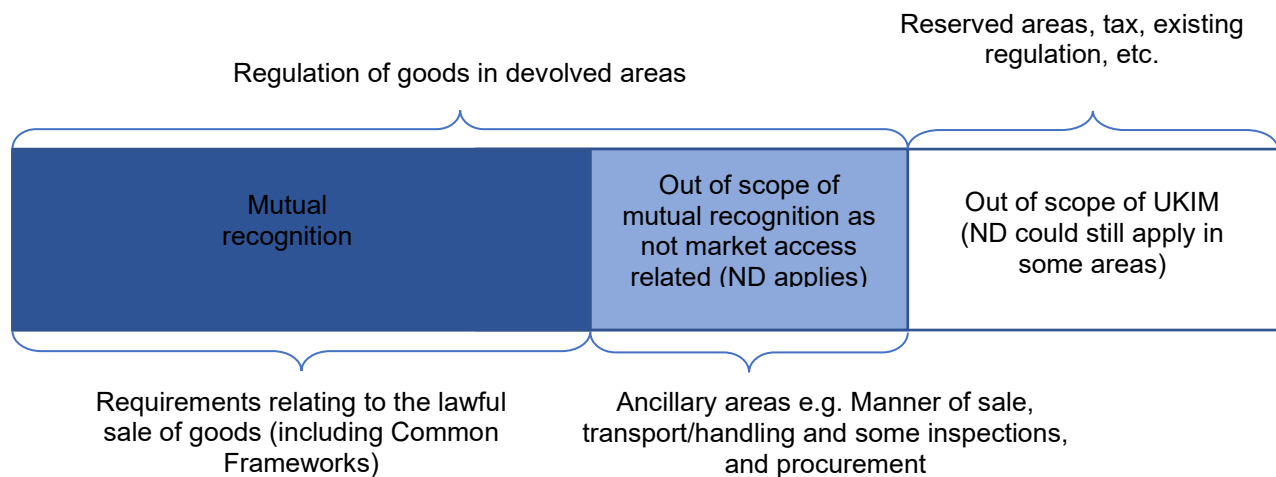 Reserved areas, tax, existing
regulation, etc.
Regulation of goods in devolved areas
Mutual
recognition
Out of scope of
mutual recognition as
not market access
related (ND applies)
Out of scope of UKIM
(ND could still apply in
some areas)
Requirements relating to the lawful
sale of goods (including Common
Frameworks)
Ancillary areas e.g. Manner of sale,
transport/handling and some inspections,
and procurement